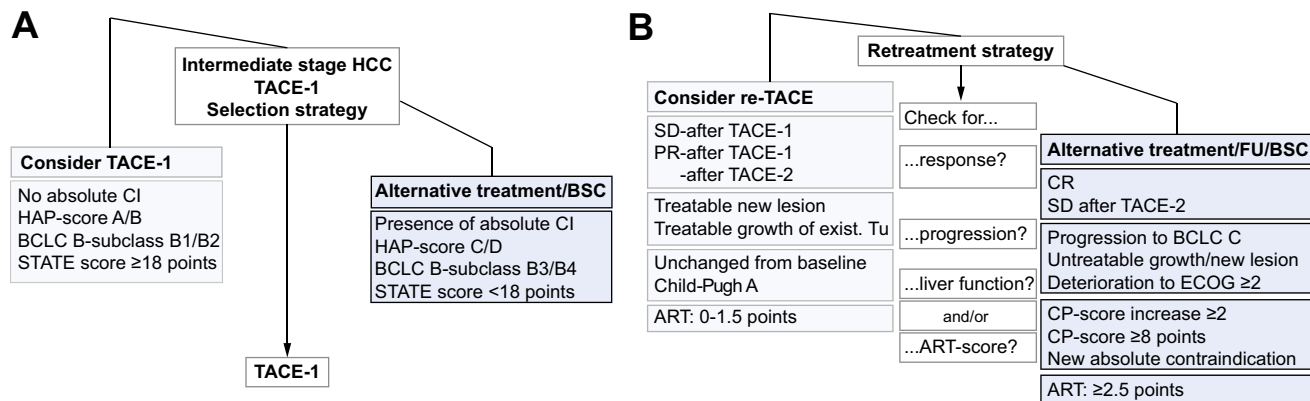 A
Intermediate stage HCC
TACE-1
Selection strategy
Consider TACE-1
No absolute CI
HAP-score A/B
BCLC B-subclass B1/B2
STATE score ≥18 points
Alternative treatment/BSC
Presence of absolute CI
HAP-score C/D
BCLC B-subclass B3/B4
STATE score <18 points
TACE-1
B
Retreatment strategy
Consider re-TACE
SD-after TACE-1
PR-after TACE-1
-after TACE-2
Treatable new lesion
Treatable growth of exist. Tu
Unchanged from baseline
Child-Pugh A
ART: 0-1.5 points
Check for...
...response?
...progression?
...liver function?
and/or
...ART-score?
Alternative treatment/FU/BSC
CR
SD after TACE-2
Progression to BCLC C
Untreatable growth/new lesion
Deterioration to ECOG ≥2
CP-score increase ≥2
CP-score ≥8 points
New absolute contraindication
ART: ≥2.5 points